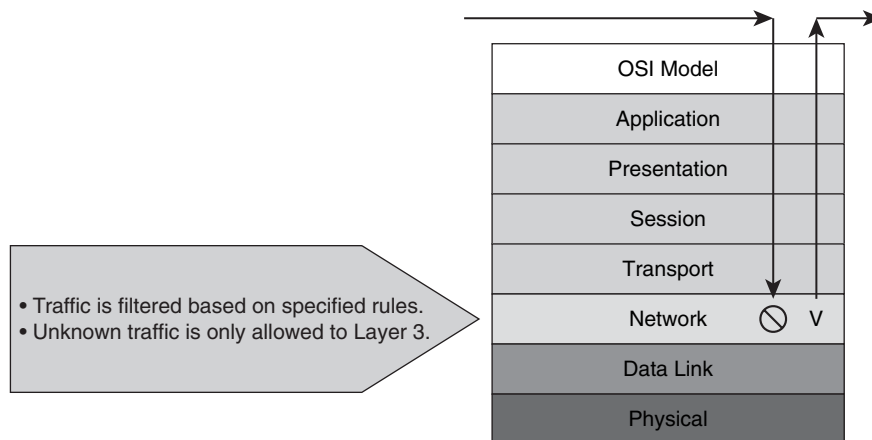 OSI Model
Application
Presentation
Session
Transport
• Traffic is filtered based on specified rules.
• Unknown traffic is only allowed to Layer 3.
Network V
Data Link
Physical